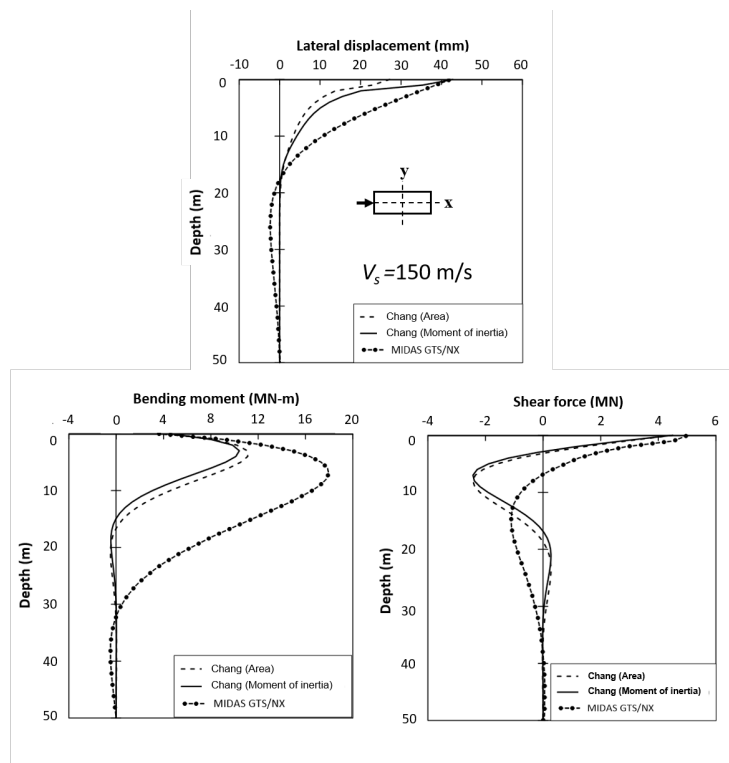 Lateral displacement (mm)
-10 0 10 20 30 40 50 60
0
10
20
30
40
50
Depth (m)
y
x
Vs =150 m/s
Chang (Area)
Chang (Moment of inertia)
MIDAS GTS/NX
Bending moment (MN-m)
-4 0 4 8 12 16 20
0
10
20
30
40
50
Depth (m)
Chang (Area)
Chang (Moment of inertia)
MIDAS GTS/NX
Shear force (MN)
-4 -2 0 2 4 6
0
10
20
30
40
50
Depth (m)
Chang (Area)
Chang (Moment of inertia)
MIDAS GTS/NX